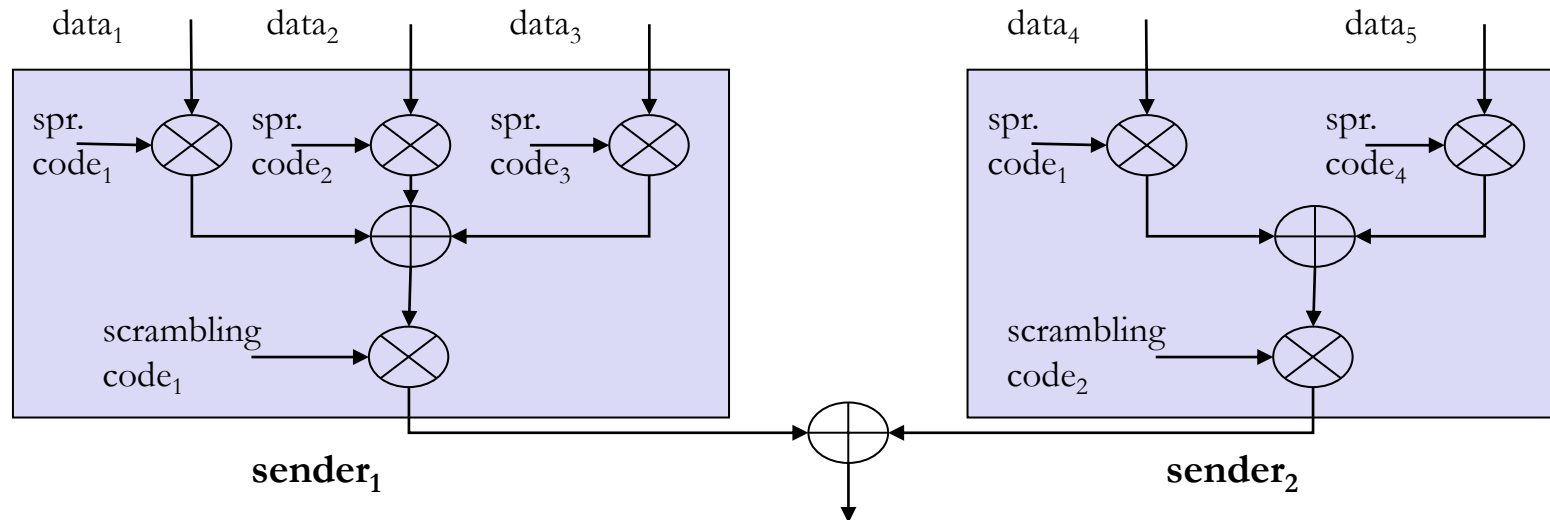 data₁ data₂ data₃ data₄ data₅
spr. spr. spr. spr. spr.
code₁ code₂ code₃ code₁ code₄
scrambling scrambling
code₁ code₂
sender₁ sender₂